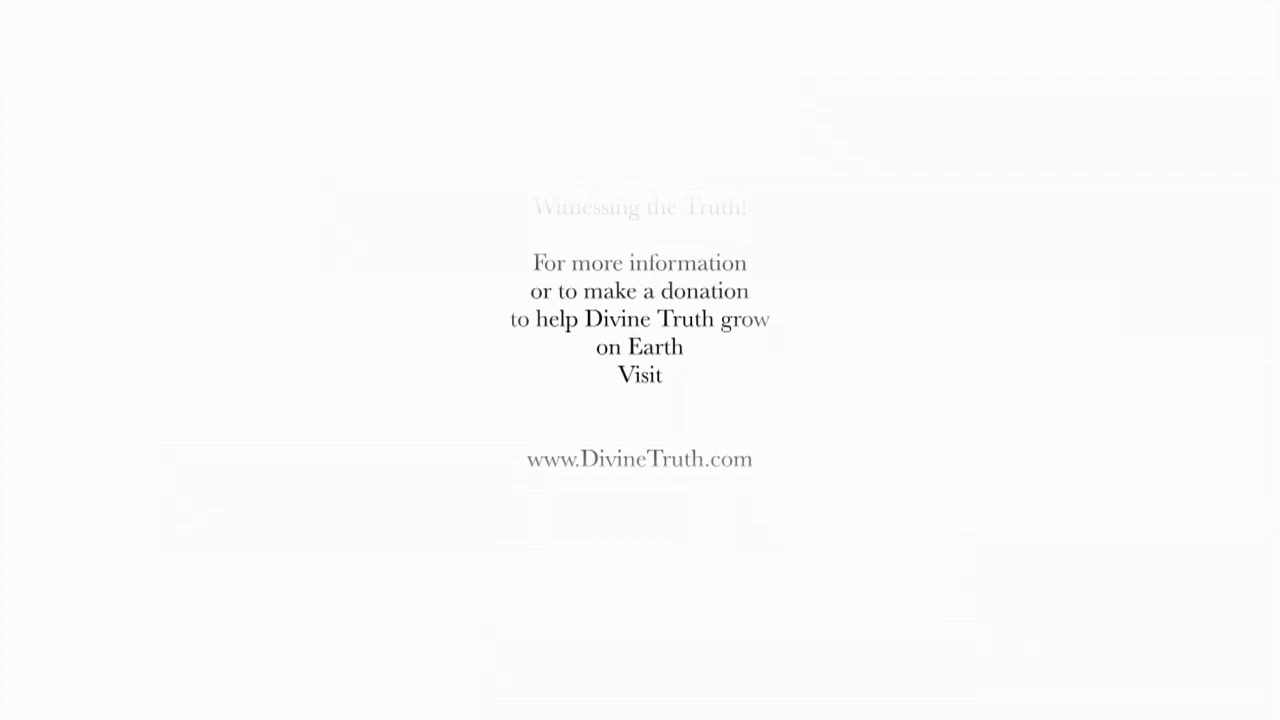 Witnessing the Truth!
For more information
or to make a donation
to help Divine Truth grow
on Earth
Visit
www.DivineTruth.com